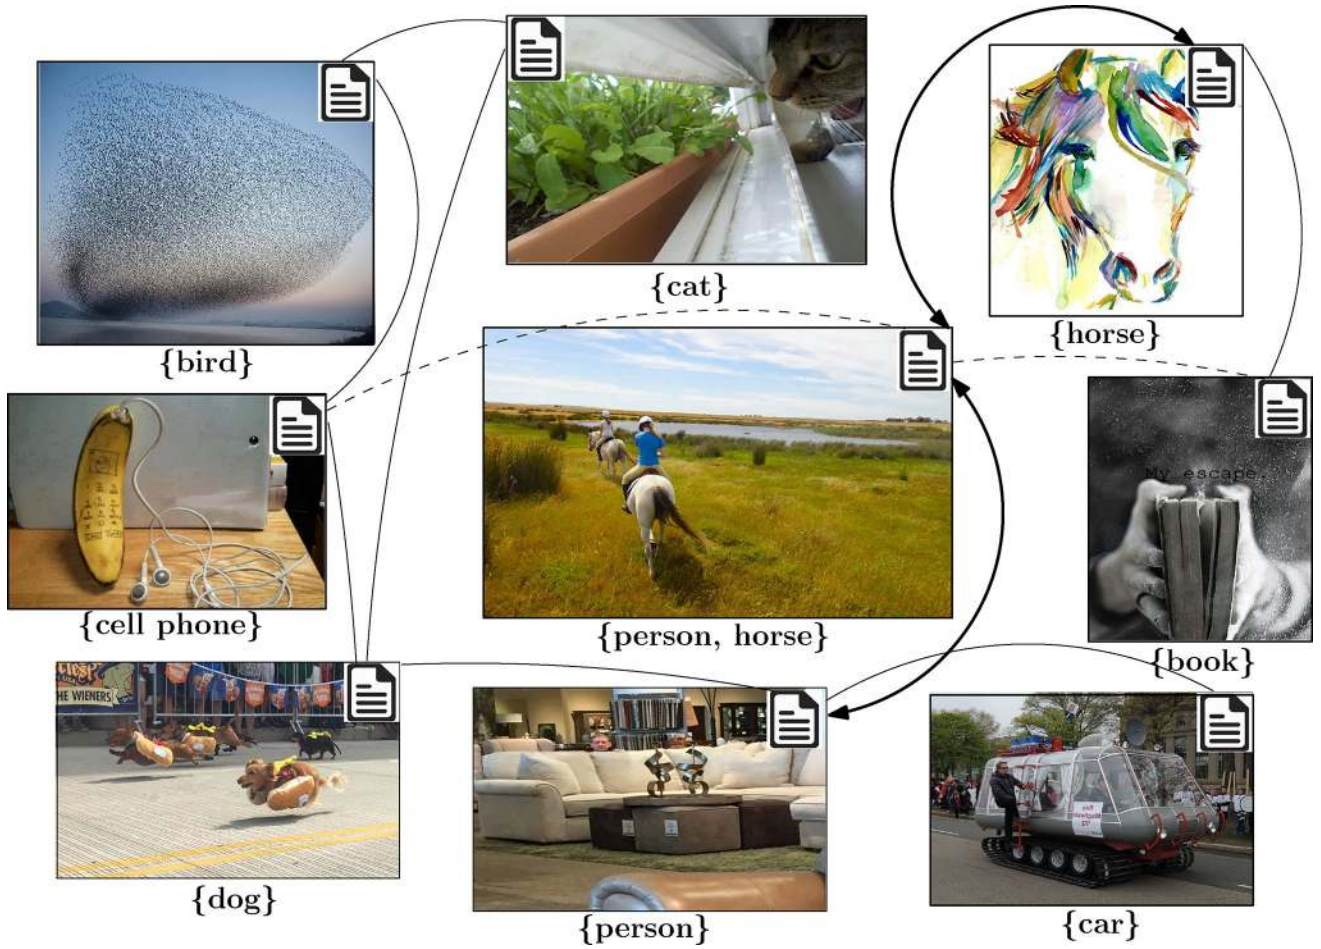 {bird}
{cat}
{horse}
{cell phone}
{person, horse}
My escape.
{book}
THE WIENERS
{dog}
{person}
{car}